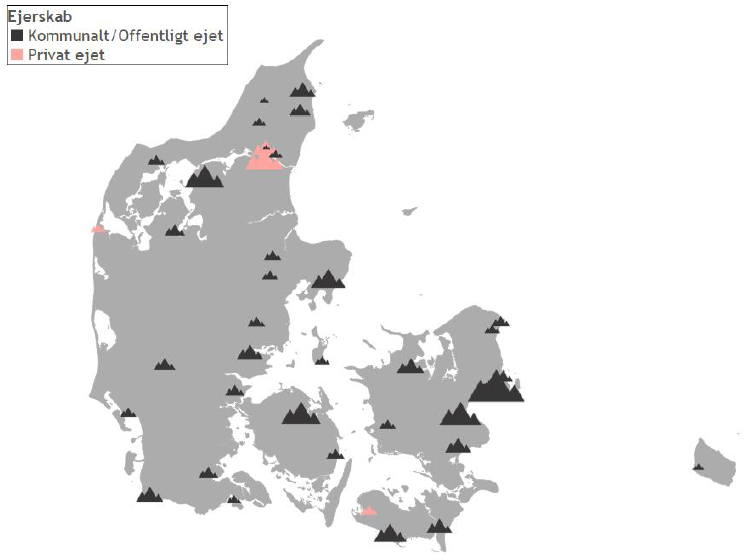 Ejerskab
Kommunalt/Offentligt ejet
Privat ejet